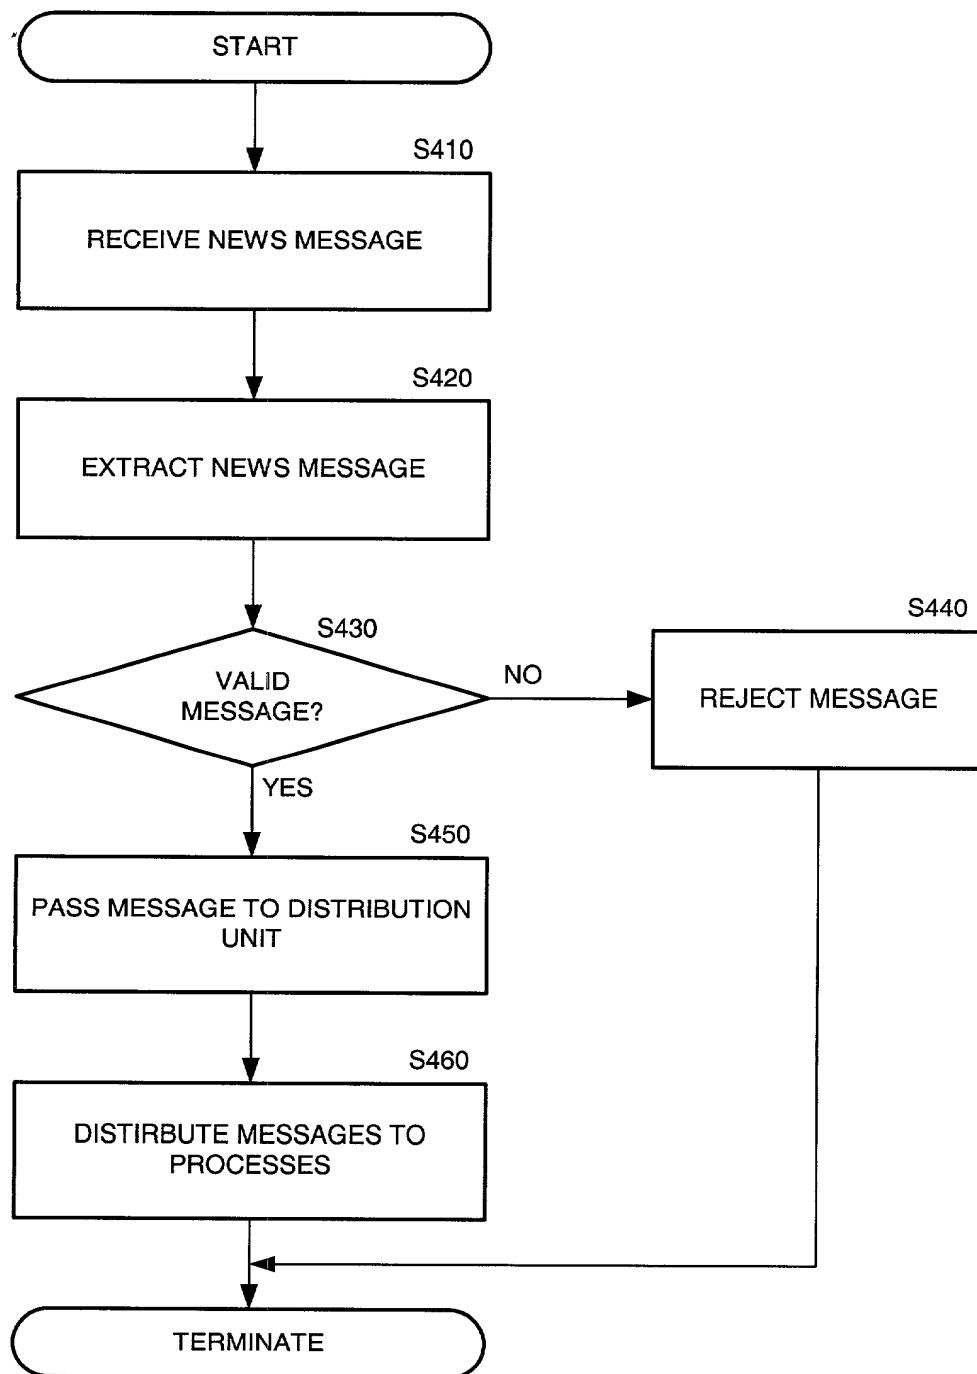 START
S410
RECEIVE NEWS MESSAGE
S420
EXTRACT NEWS MESSAGE
S430
VALID
MESSAGE?
NO
S440
REJECT MESSAGE
YES
S450
PASS MESSAGE TO DISTRIBUTION
UNIT
S460
DISTIRBUTE MESSAGES TO
PROCESSES
TERMINATE